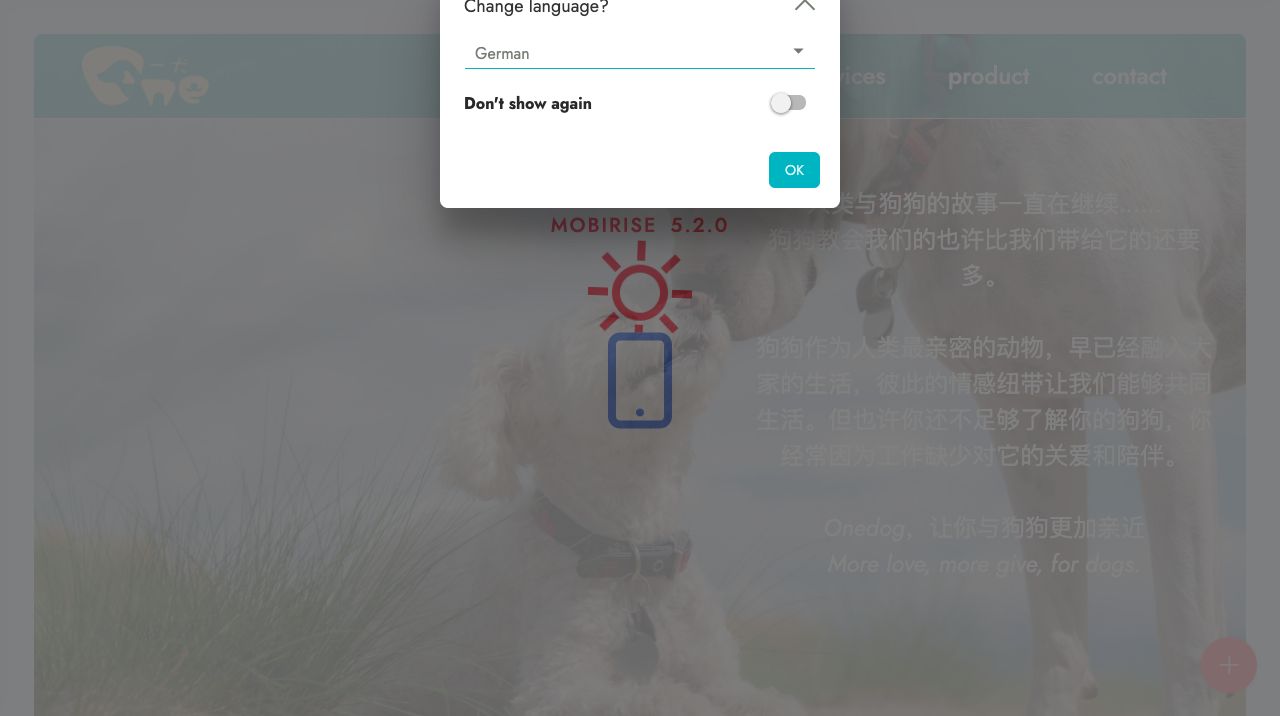 Change language?
German
Don't show again
OK
一犬
vices product contact
MOBIRISE 5.2.0
类与狗狗的故事一直在继续......
狗狗教会我们的也许比我们带给它的还要
多。
狗狗作为人类最亲密的动物，早已经融入大
家的生活，彼此的情感纽带让我们能够共同
生活。但也许你还不足够了解你的狗狗，你
经常因为工作缺少对它的关爱和陪伴。
Onedog，让你与狗狗更加亲近
More love, more give, for dogs.